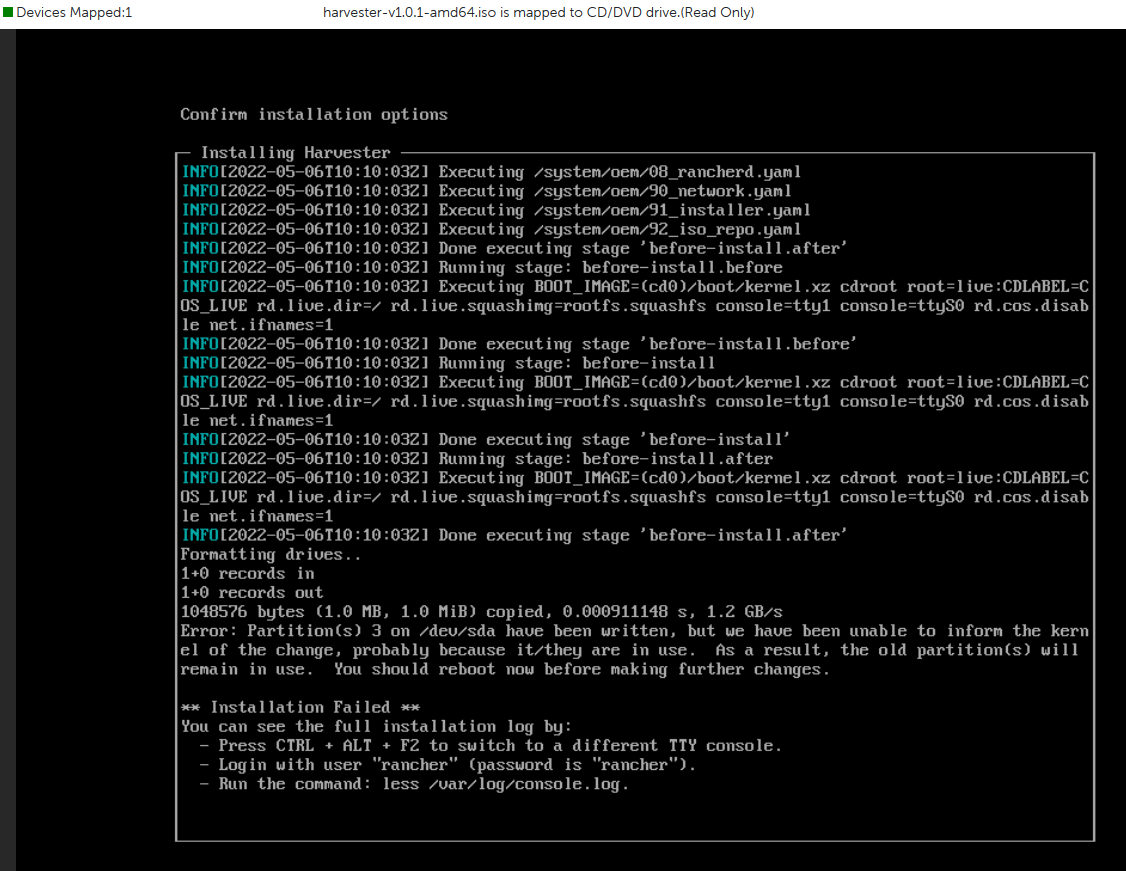 Devices Mapped:1 harvester-v1.0.1-amd64.iso is mapped to CD/DVD drive.(Read Only)
Confirm installation options
Installing Harvester
INFO[2022-05-06T10:10:03Z] Executing /system/oem/08_rancherd.yaml
INFO[2022-05-06T10:10:03Z] Executing /system/oem/90_network.yaml
INFO[2022-05-06T10:10:03Z] Executing /system/oem/91_installer.yaml
INFO[2022-05-06T10:10:03Z] Executing /system/oem/92_iso_repo.yaml
INFO[2022-05-06T10:10:03Z] Done executing stage 'before-install.after'
INFO[2022-05-06T10:10:03Z] Running stage: before-install.before
INFO[2022-05-06T10:10:03Z] Executing BOOT_IMAGE=(cd0)/boot/kernel.xz cdroot root=live:CDLABEL=C
OS_LIVE rd.live.dir=/ rd.live.squashimg=rootfs.squashfs console=tty1 console=ttyS0 rd.cos.disab
le net.ifnames=1
INFO[2022-05-06T10:10:03Z] Done executing stage 'before-install.before'
INFO[2022-05-06T10:10:03Z] Running stage: before-install
INFO[2022-05-06T10:10:03Z] Executing BOOT_IMAGE=(cd0)/boot/kernel.xz cdroot root=live:CDLABEL=C
OS_LIVE rd.live.dir=/ rd.live.squashimg=rootfs.squashfs console=tty1 console=ttyS0 rd.cos.disab
le net.ifnames=1
INFO[2022-05-06T10:10:03Z] Done executing stage 'before-install'
INFO[2022-05-06T10:10:03Z] Running stage: before-install.after
INFO[2022-05-06T10:10:03Z] Executing BOOT_IMAGE=(cd0)/boot/kernel.xz cdroot root=live:CDLABEL=C
OS_LIVE rd.live.dir=/ rd.live.squashimg=rootfs.squashfs console=tty1 console=ttyS0 rd.cos.disab
le net.ifnames=1
INFO[2022-05-06T10:10:03Z] Done executing stage 'before-install.after'
Formatting drives..
1+0 records in
1+0 records out
1048576 bytes (1.0 MB, 1.0 MiB) copied, 0.000911148 s, 1.2 GB/s
Error: Partition(s) 3 on /dev/sda have been written, but we have been unable to inform the kern
el of the change, probably because it/they are in use.  As a result, the old partition(s) will
remain in use.  You should reboot now before making further changes.
** Installation Failed **
You can see the full installation log by:
- Press CTRL + ALT + F2 to switch to a different TTY console.
- Login with user "rancher" (password is "rancher").
- Run the command: less /var/log/console.log.